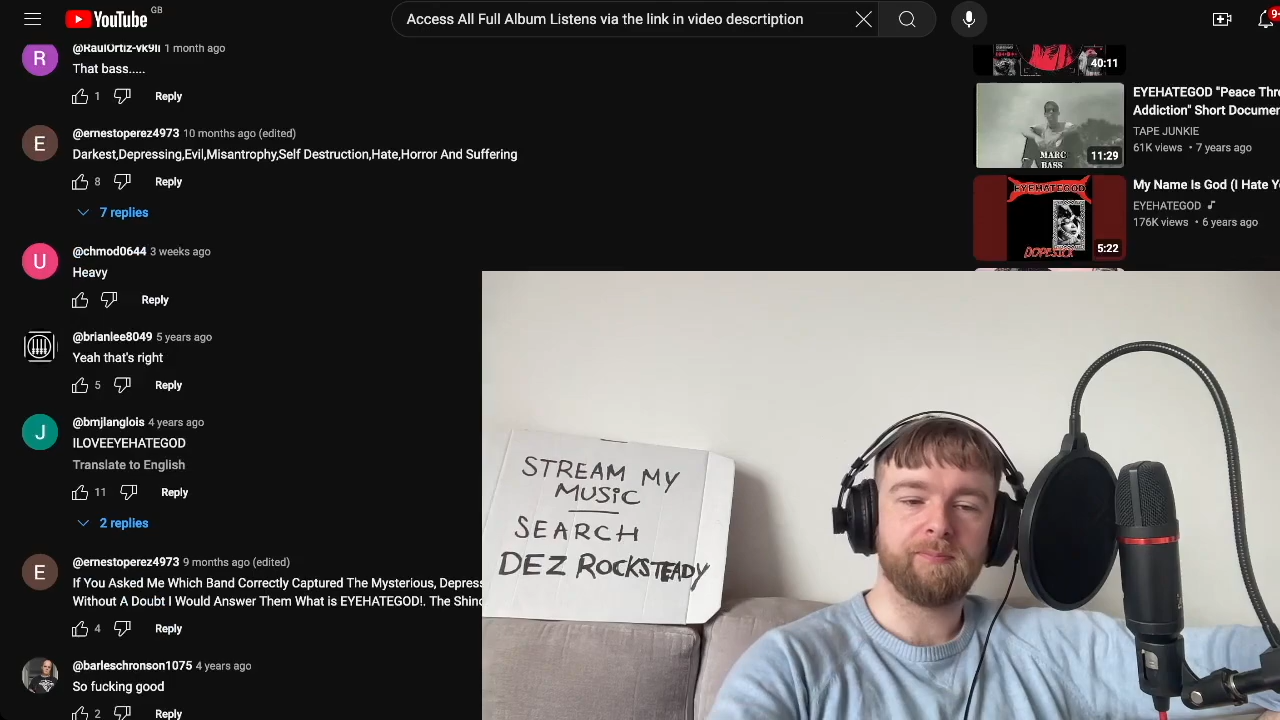 YouTube GB
Access All Full Album Listens via the link in video descrtiption
9+
@RaulOrtiz-vk9ll 1 month ago
That bass.....
1 Reply
@ernestoperez4973 10 months ago (edited)
Darkest,Depressing,Evil,Misantrophy,Self Destruction,Hate,Horror And Suffering
8 Reply
7 replies
@chmod0644 3 weeks ago
Heavy
Reply
@brianlee8049 5 years ago
Yeah that's right
5 Reply
@bmjlanglois 4 years ago
ILOVEEYEHATEGOD
Translate to English
11 Reply
2 replies
@ernestoperez4973 9 months ago (edited)
If You Asked Me Which Band Correctly Captured The Mysterious, Depress
Without A Doubt I Would Answer Them What is EYEHATEGOD!. The Shind
4 Reply
@barleschronson1075 4 years ago
So fucking good
2 Reply
40:11
EYEHATEGOD "Peace Thro
Addiction" Short Documen
TAPE JUNKIE
61K views • 7 years ago
MARC
BASS
11:29
My Name Is God (I Hate Yo
EYEHATEGOD
176K views • 6 years ago
EYEHATEGOD
DOPESICK
5:22
STREAM MY
MUSIC
SEARCH
DEZ ROCKSTEADY